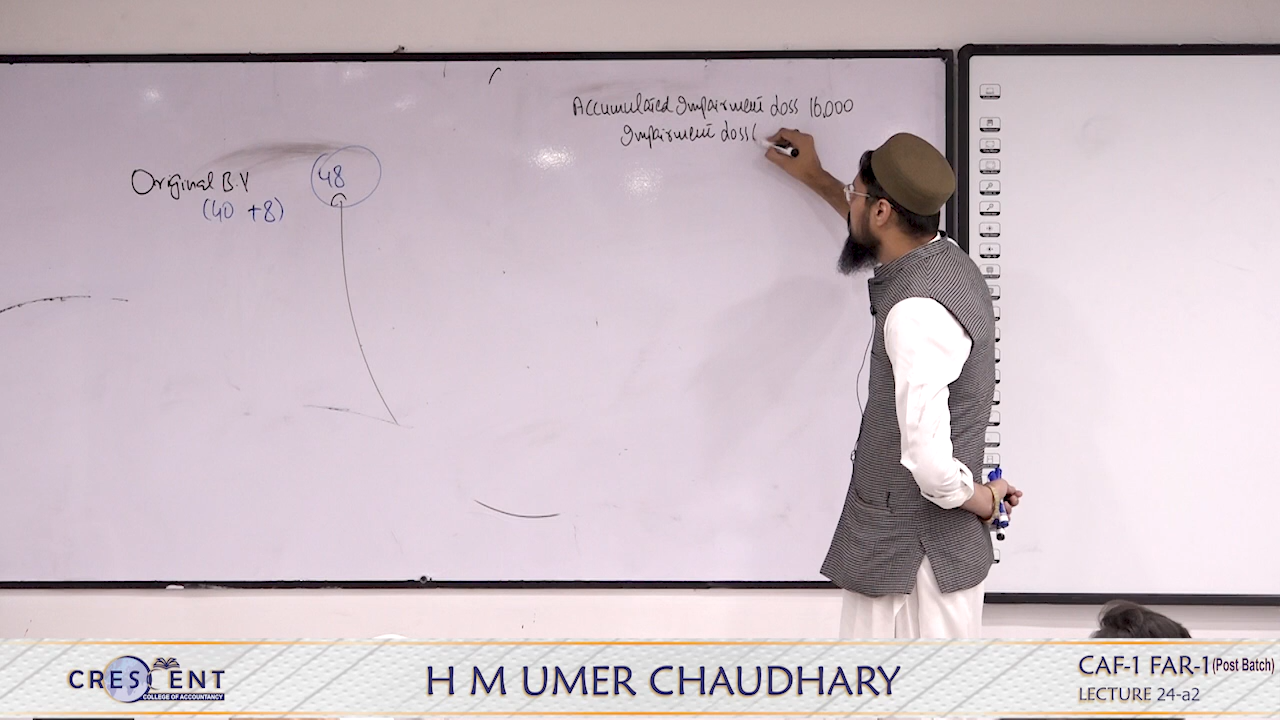 Accumulated Impairment Loss 16,000
Impairment Loss (
Original B.V
48
(40 +8)
CRESCENT
COLLEGE OF ACCOUNTANCY
H M UMER CHAUDHARY
CAF-1 FAR-1 (Post Batch)
LECTURE 24-a2